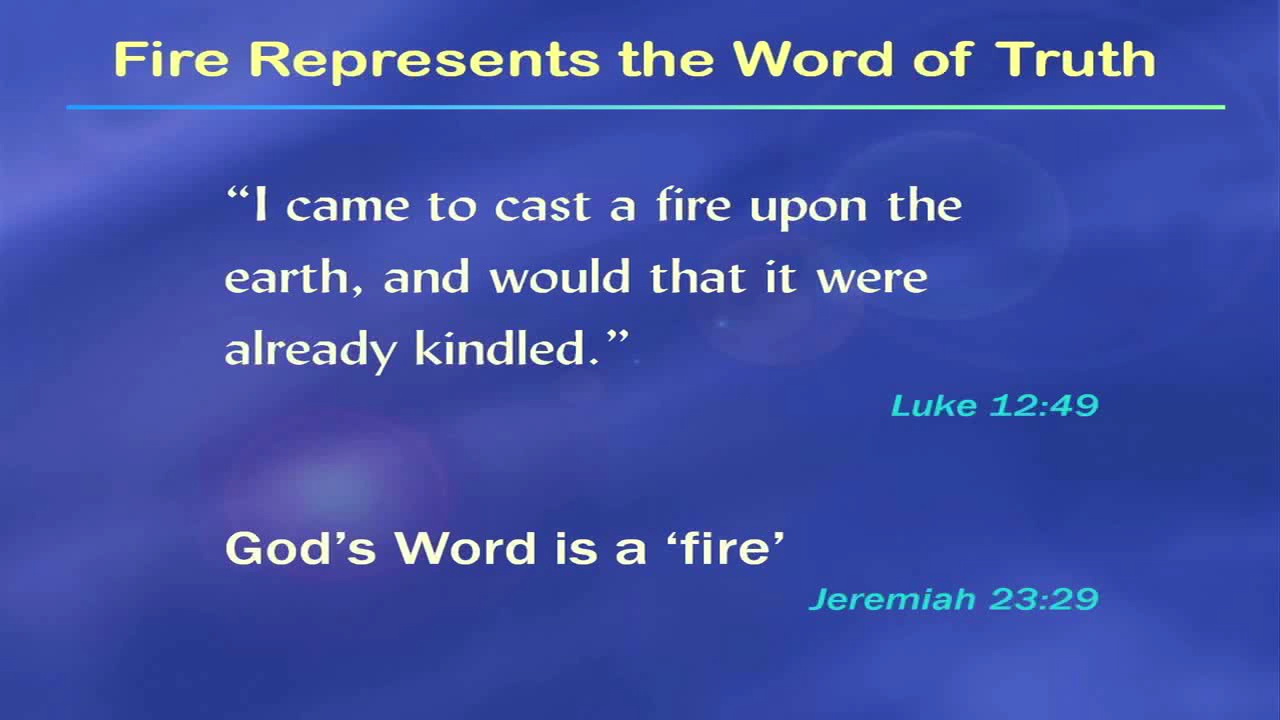 Fire Represents the Word of Truth
“I came to cast a fire upon the
earth, and would that it were
already kindled.”
Luke 12:49
God’s Word is a ‘fire’
Jeremiah 23:29